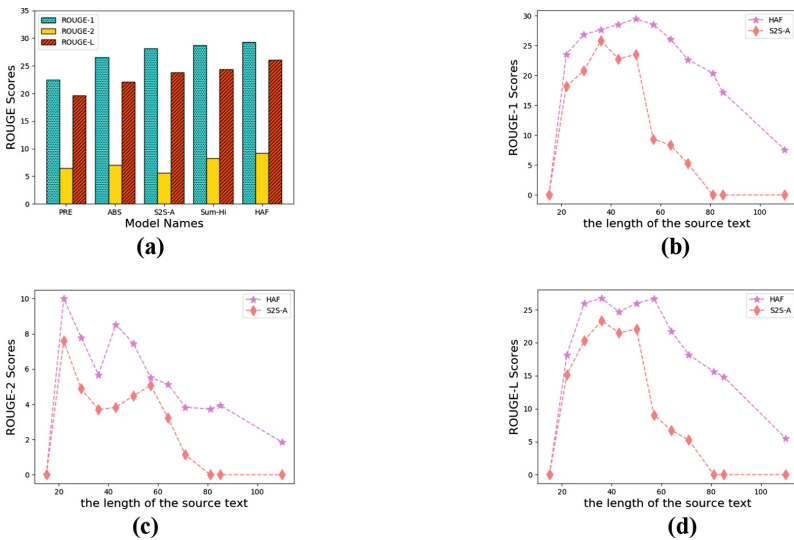 35
30
25
20
15
10
5
0
ROUGE Scores
ROUGE-1
ROUGE-2
ROUGE-L
PRE ABS S2S-A Sum-Hi HAF
Model Names
(a)
30
25
20
15
10
5
0
ROUGE-1 Scores
HAF
S2S-A
20 40 60 80 100
the length of the source text
(b)
10
8
6
4
2
0
ROUGE-2 Scores
HAF
S2S-A
20 40 60 80 100
the length of the source text
(c)
25
20
15
10
5
0
ROUGE-L Scores
HAF
S2S-A
20 40 60 80 100
the length of the source text
(d)